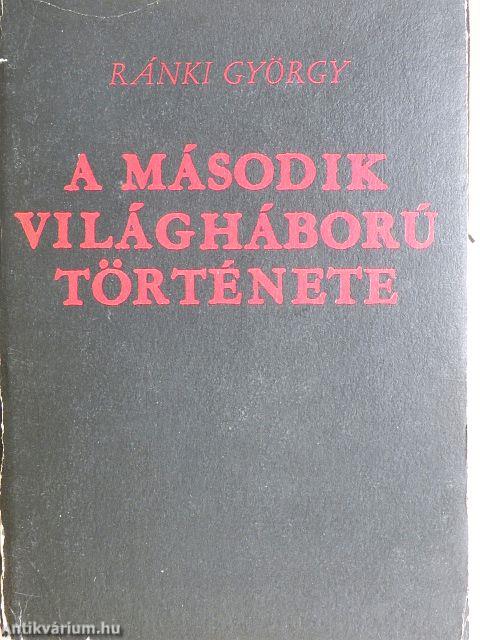 RÁNKI GYÖRGY
A MÁSODIK
VILÁGHÁBORÚ
TÖRTÉNETE
Antikvárium.hu